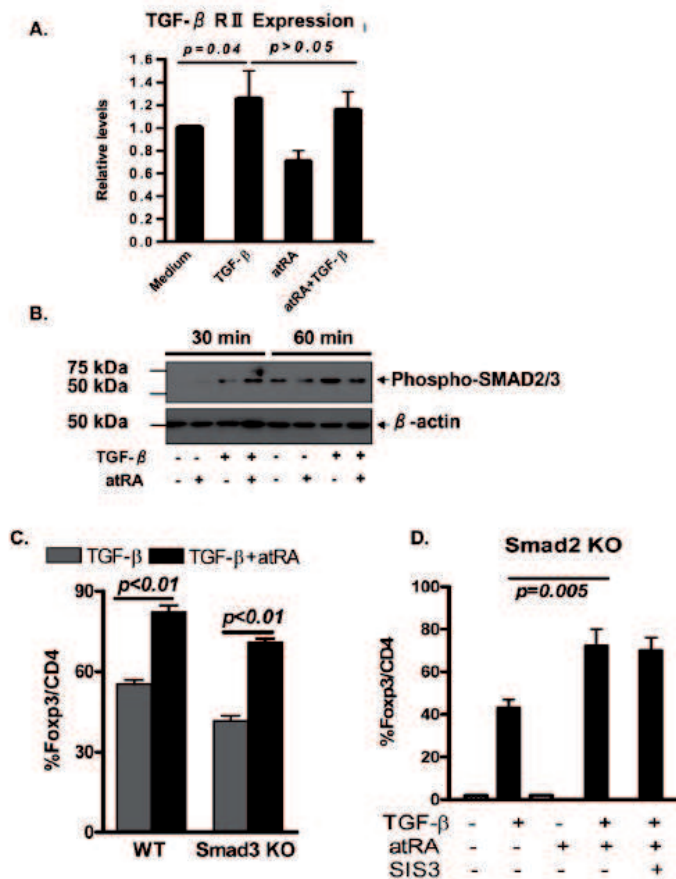 A.
TGF-β RⅡ Expression
p=0.04 p>0.05
1.6
1.4
1.2
1.0
0.8
0.6
0.4
0.2
0.0
Relative levels
Medium TGF-β atRA atRA+TGF-β
B.
30 min 60 min
75 kDa
50 kDa
Phospho-SMAD2/3
50 kDa
β-actin
TGF-β - - + + - - + +
atRA - + - + - + - +
C.
TGF-β TGF-β+atRA
p<0.01
p<0.01
90
60
30
0
%Foxp3/CD4
WT Smad3 KO
D.
Smad2 KO
p=0.005
100
80
60
40
20
0
%Foxp3/CD4
TGF-β - + - + +
atRA - - + + +
SIS3 - - - - +